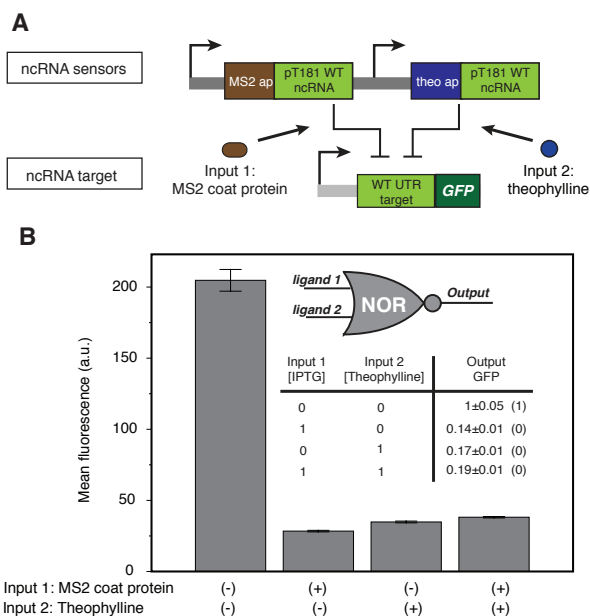 A
ncRNA sensors
MS2 ap
pT181 WT
ncRNA
theo ap
pT181 WT
ncRNA
Input 1:
MS2 coat protein
Input 2:
theophylline
ncRNA target
WT UTR
target
GFP
B
Mean fluorescence (a.u.)
200
150
100
50
0
ligand 1
ligand 2
NOR
Output
Input 1 Input 2 Output
[IPTG] [Theophylline] GFP
0 0 1±0.05 (1)
1 0 0.14±0.01 (0)
0 1 0.17±0.01 (0)
1 1 0.19±0.01 (0)
Input 1: MS2 coat protein (-) (+) (-) (+)
Input 2: Theophylline (-) (-) (+) (+)